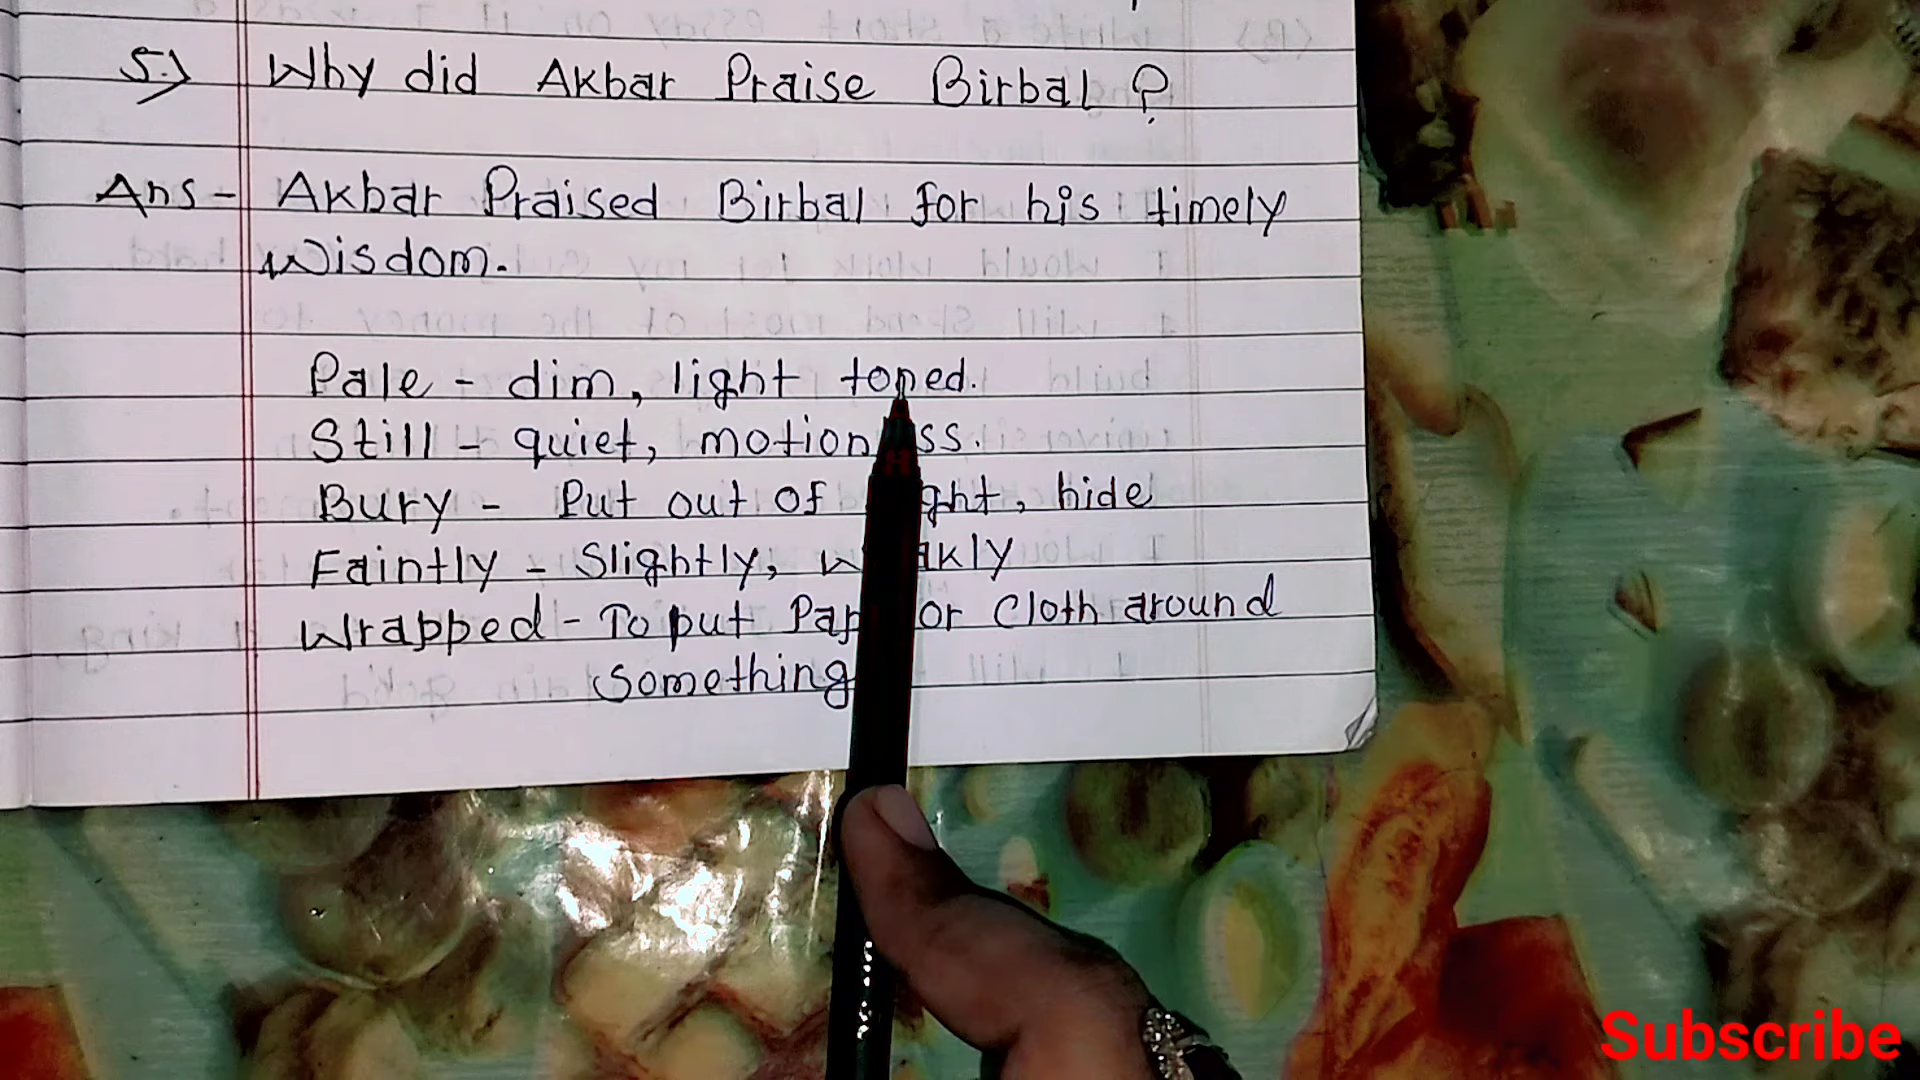 5.) Why did Akbar Praise Birbal ?
Ans - Akbar Praised Birbal for his timely
wisdom.
Pale - dim, light toned.
Still - quiet, motion ss.
Bury - Put out of ght, hide
Faintly - Slightly, w akly
Wrapped - To put Pap or Cloth around
something
Subscribe